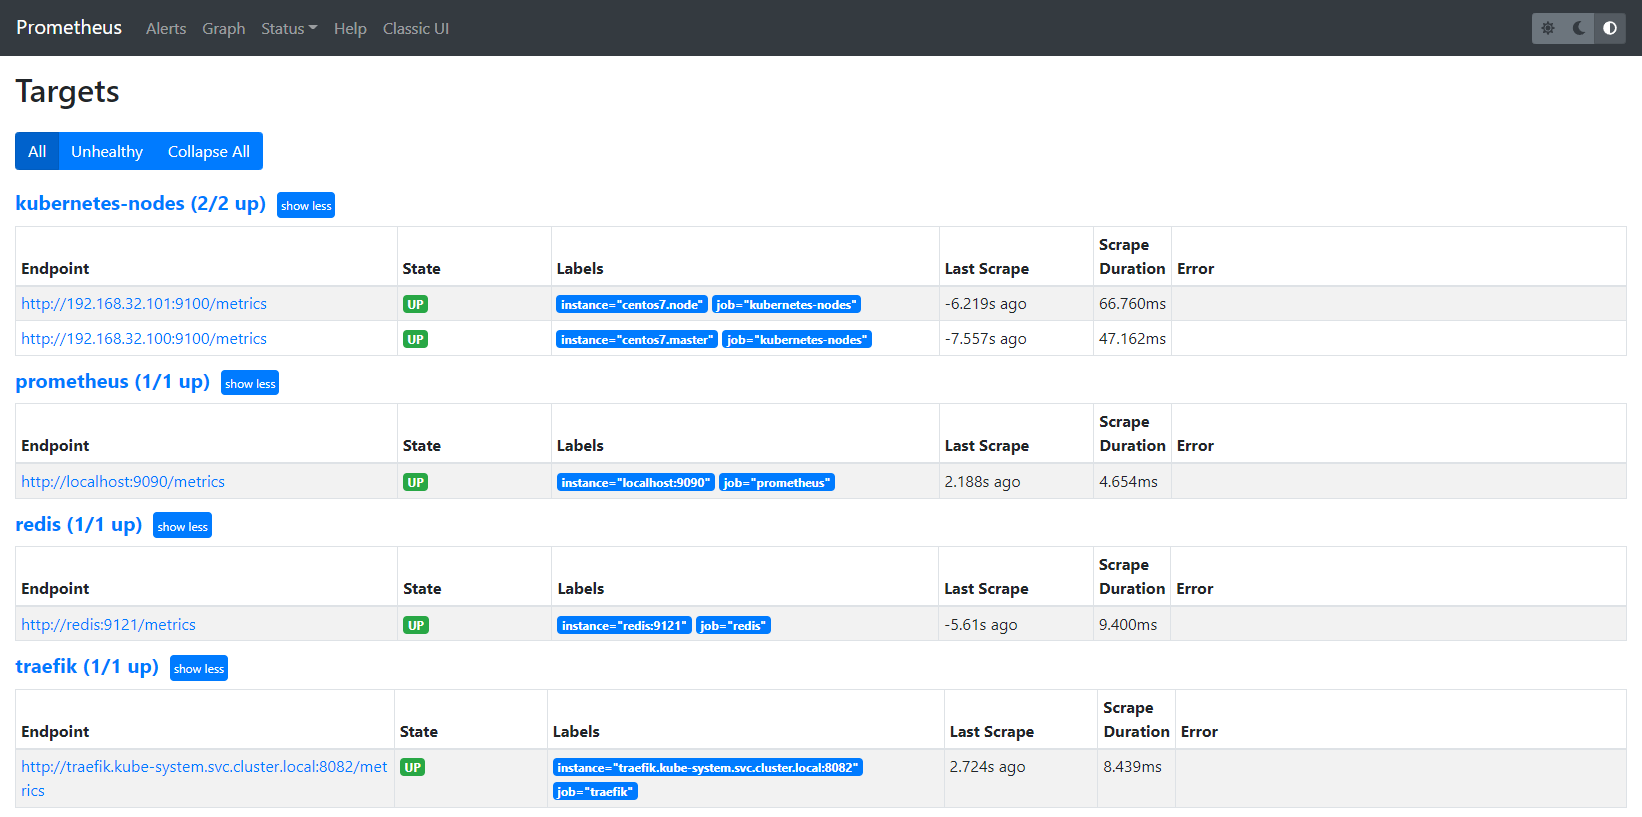 Prometheus Alerts Graph Status Help Classic UI
Targets
All Unhealthy Collapse All
kubernetes-nodes (2/2 up) show less
Endpoint State Labels Last Scrape Scrape Duration Error
http://192.168.32.101:9100/metrics UP instance="centos7.node" job="kubernetes-nodes" -6.219s ago 66.760ms
http://192.168.32.100:9100/metrics UP instance="centos7.master" job="kubernetes-nodes" -7.557s ago 47.162ms
prometheus (1/1 up) show less
Endpoint State Labels Last Scrape Scrape Duration Error
http://localhost:9090/metrics UP instance="localhost:9090" job="prometheus" 2.188s ago 4.654ms
redis (1/1 up) show less
Endpoint State Labels Last Scrape Scrape Duration Error
http://redis:9121/metrics UP instance="redis:9121" job="redis" -5.61s ago 9.400ms
traefik (1/1 up) show less
Endpoint State Labels Last Scrape Scrape Duration Error
http://traefik.kube-system.svc.cluster.local:8082/met UP instance="traefik.kube-system.svc.cluster.local:8082" 2.724s ago 8.439ms
rics job="traefik"